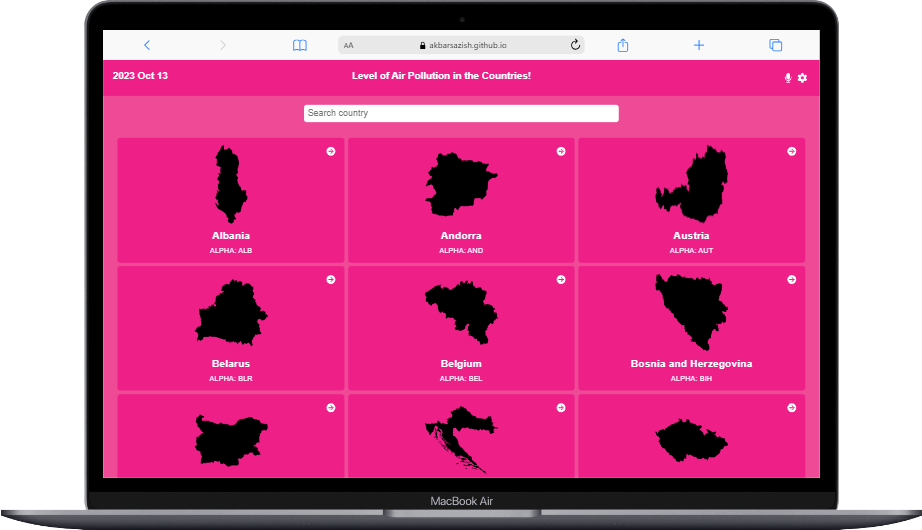 AA akbarsazish.github.io
2023 Oct 13 Level of Air Pollution in the Countries!
Search country
Albania Andorra Austria
ALPHA: ALB ALPHA: AND ALPHA: AUT
Belarus Belgium Bosnia and Herzegovina
ALPHA: BLR ALPHA: BEL ALPHA: BIH
MacBook Air